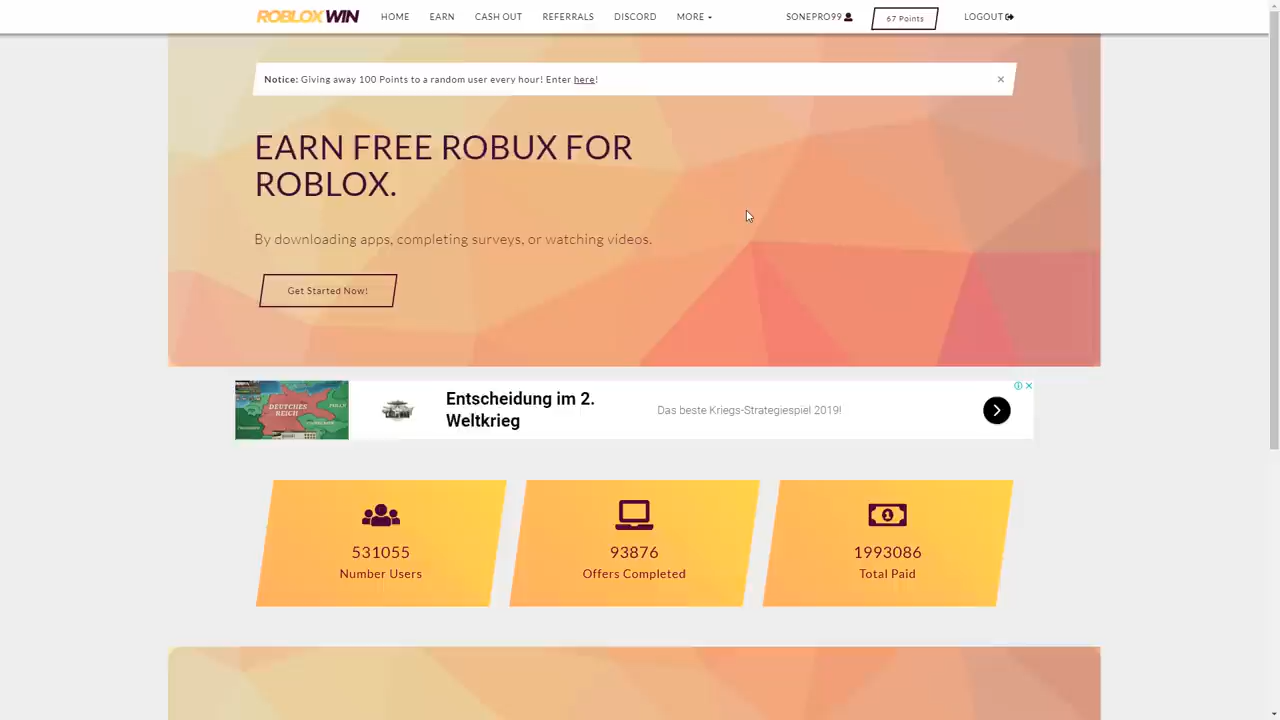 ROBLOX WIN HOME EARN CASH OUT REFERRALS DISCORD MORE SONEPRO99 67 Points LOGOUT
Notice: Giving away 100 Points to a random user every hour! Enter here!
EARN FREE ROBUX FOR
ROBLOX.
By downloading apps, completing surveys, or watching videos.
Get Started Now!
DEUTSCHES
REICH
Entscheidung im 2.
Weltkrieg
Das beste Kriegs-Strategiespiel 2019!
531055
Number Users
93876
Offers Completed
1993086
Total Paid